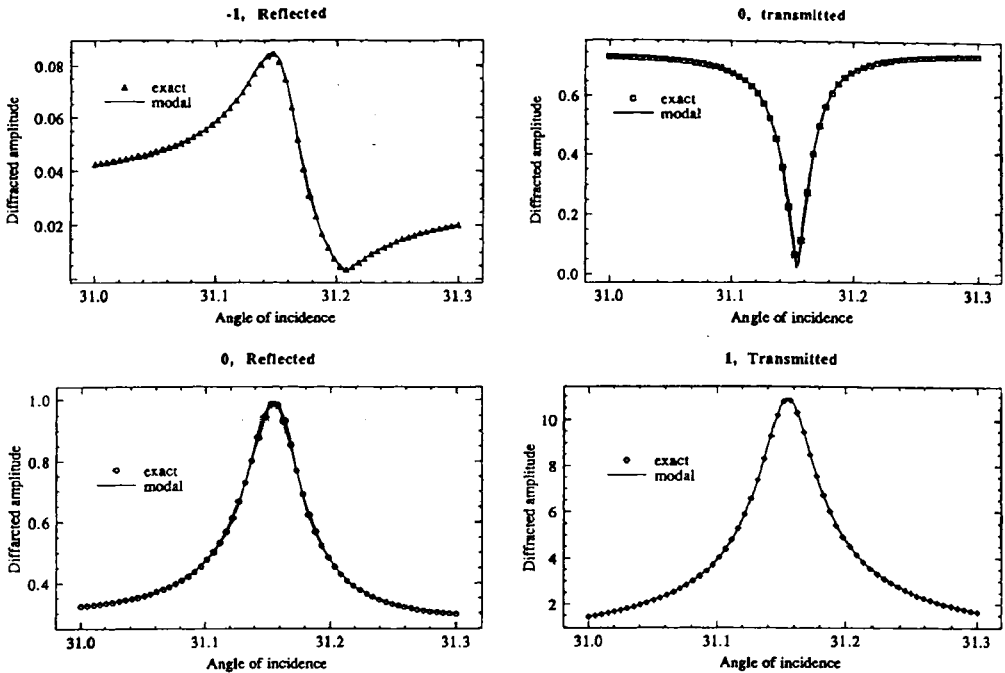 -1, Reflected
Diffracted amplitude
0.08
0.06
0.04
0.02
exact
modal
31.0 31.1 31.2 31.3
Angle of incidence
0, transmitted
Diffracted amplitude
0.6
0.4
0.2
0.0
exact
modal
31.0 31.1 31.2 31.3
Angle of incidence
0, Reflected
Diffarcted amplitude
1.0
0.8
0.6
0.4
exact
modal
31.0 31.1 31.2 31.3
Angle of incidence
1, Transmitted
Diffracted amplitude
10
8
6
4
2
exact
modal
31.0 31.1 31.2 31.3
Angle of incidence